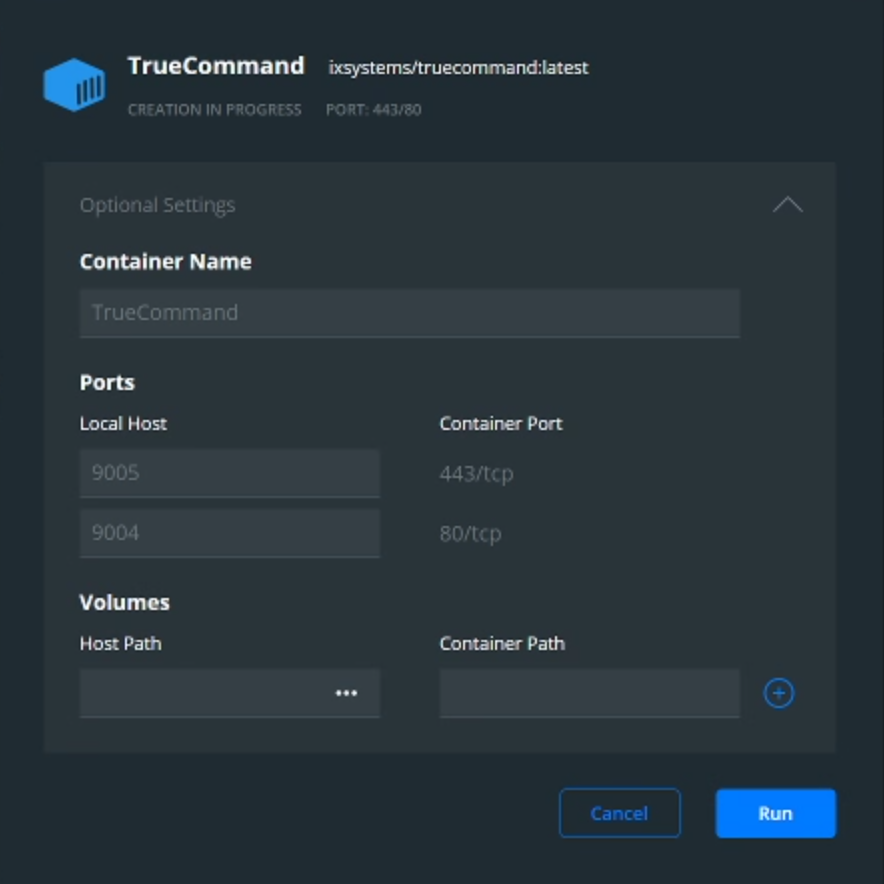 TrueCommand ixsystems/truecommand:latest
CREATION IN PROGRESS PORT: 443/80
Optional Settings
Container Name
TrueCommand
Ports
Local Host Container Port
9005 443/tcp
9004 80/tcp
Volumes
Host Path Container Path
Cancel Run